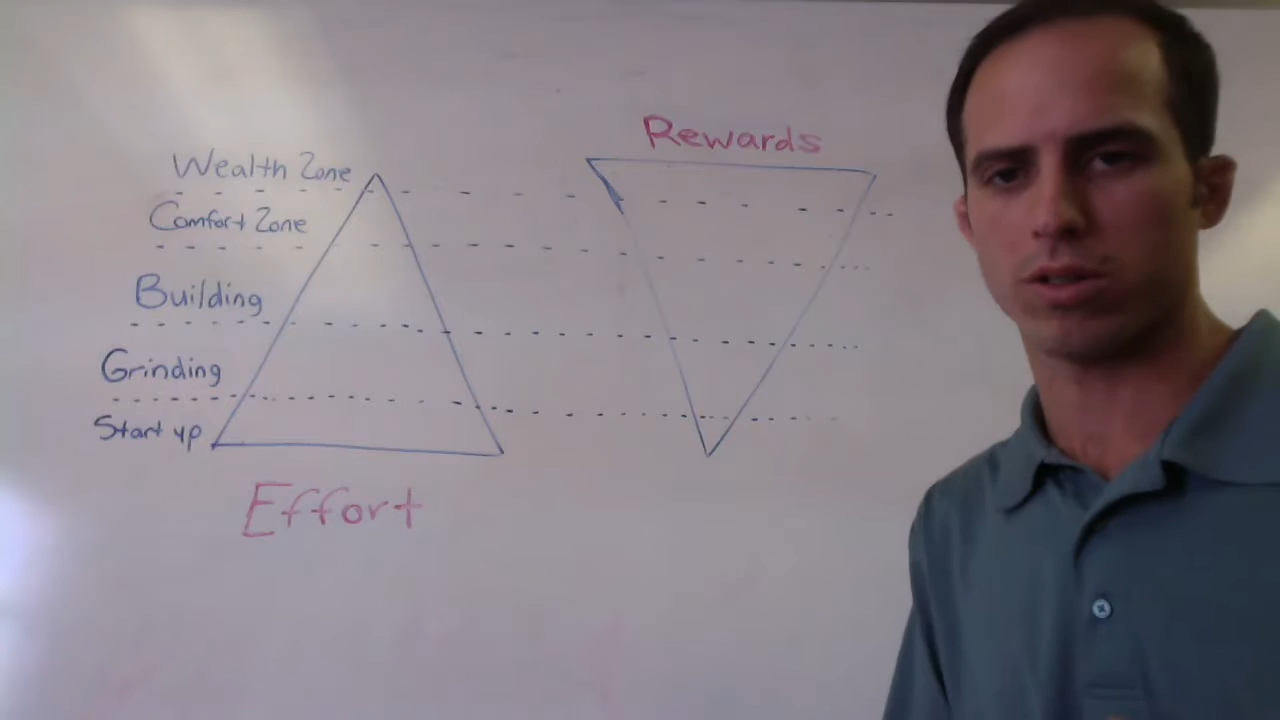 Rewards
Wealth Zone
Comfort Zone
Building
Grinding
Start up
Effort